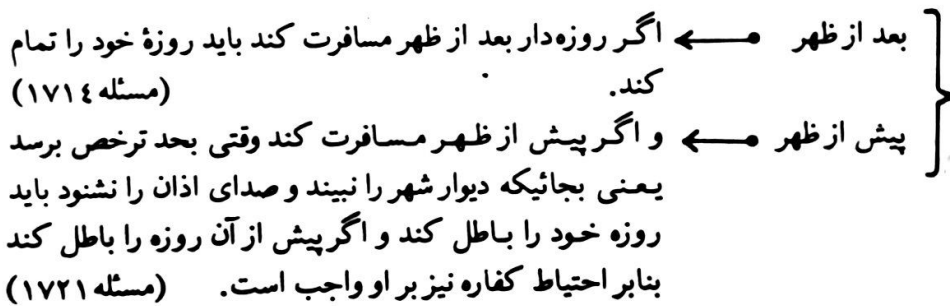 بعد از ظهر ← اگر روزه‌دار بعد از ظهر مسافرت کند باید روزهٔ خود را تمام
کند. (مسئله ۱۷۱٤)
پیش از ظهر ← و اگر پیش از ظهر مسافرت کند وقتی بحد ترخص برسد
یعنی بجائیکه دیوار شهر را نبیند و صدای اذان را نشنود باید
روزه خود را باطل کند و اگر پیش از آن روزه را باطل کند
بنابر احتیاط کفاره نیز بر او واجب است. (مسئله ۱۷۲۱)